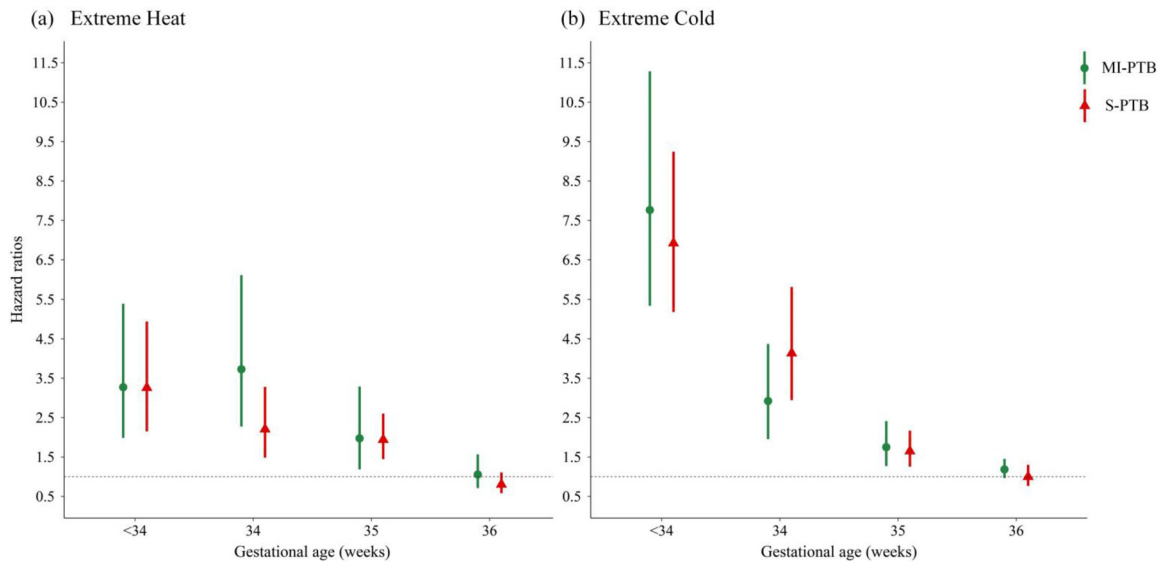 (a) Extreme Heat
(b) Extreme Cold
MI-PTB
S-PTB
Hazard ratios
11.5
10.5
9.5
8.5
7.5
6.5
5.5
4.5
3.5
2.5
1.5
0.5
<34 34 35 36
Gestational age (weeks)
11.5
10.5
9.5
8.5
7.5
6.5
5.5
4.5
3.5
2.5
1.5
0.5
<34 34 35 36
Gestational age (weeks)